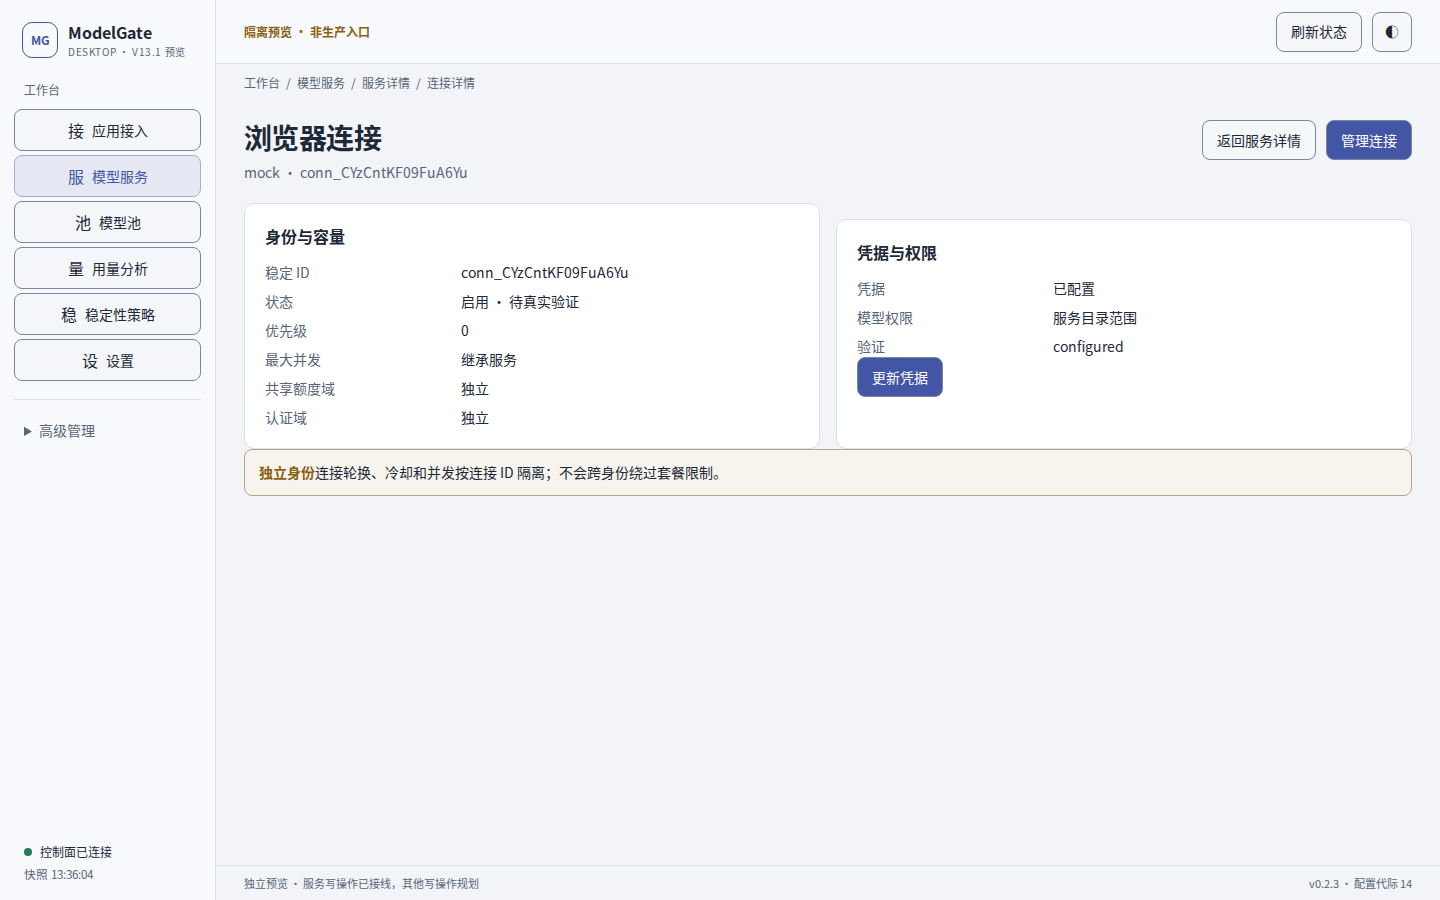 MG
ModelGate
DESKTOP · V13.1 预览
工作台
接 应用接入
服 模型服务
池 模型池
量 用量分析
稳 稳定性策略
设 设置
▶ 高级管理
控制面已连接
快照 13:36:04
隔离预览 · 非生产入口
刷新状态
工作台 / 模型服务 / 服务详情 / 连接详情
浏览器连接
mock · conn_CYzCntKF09FuA6Yu
返回服务详情
管理连接
身份与容量
稳定 ID conn_CYzCntKF09FuA6Yu
状态 启用 · 待真实验证
优先级 0
最大并发 继承服务
共享额度域 独立
认证域 独立
凭据与权限
凭据 已配置
模型权限 服务目录范围
验证 configured
更新凭据
独立身份连接轮换、冷却和并发按连接 ID 隔离；不会跨身份绕过套餐限制。
独立预览 · 服务写操作已接线，其他写操作规划
v0.2.3 · 配置代际 14